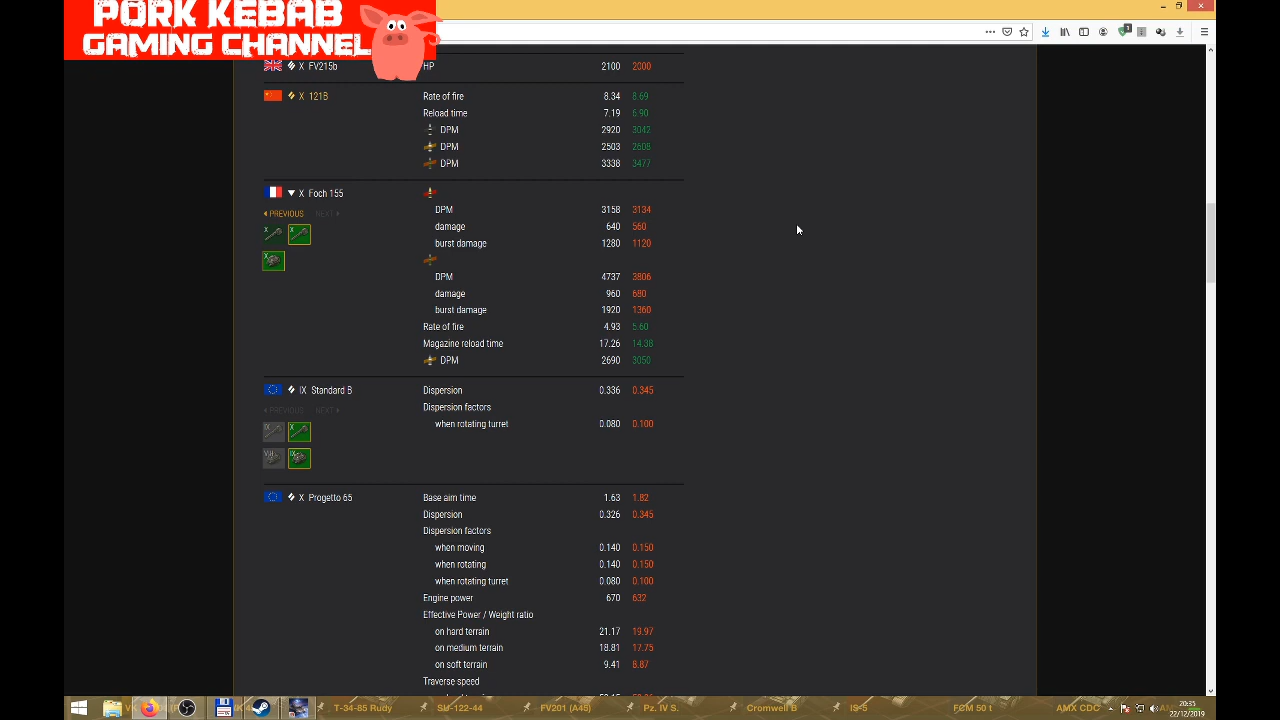 PORK KEBAB
GAMING CHANNEL
X FV215b HP 2100 2000
X 121B Rate of fire 8.34 8.69
Reload time 7.19 6.90
DPM 2920 3042
DPM 2503 2608
DPM 3338 3477
X Foch 155
PREVIOUS NEXT
DPM 3158 3134
damage 640 560
burst damage 1280 1120
DPM 4737 3806
damage 960 680
burst damage 1920 1360
Rate of fire 4.93 5.60
Magazine reload time 17.26 14.38
DPM 2690 3050
IX Standard B Dispersion 0.336 0.345
PREVIOUS NEXT
Dispersion factors
when rotating turret 0.080 0.100
X Progetto 65 Base aim time 1.63 1.82
Dispersion 0.326 0.345
Dispersion factors
when moving 0.140 0.150
when rotating 0.140 0.150
when rotating turret 0.080 0.100
Engine power 670 632
Effective Power / Weight ratio
on hard terrain 21.17 19.97
on medium terrain 18.81 17.75
on soft terrain 9.41 8.87
Traverse speed
T-34-85 Rudy SU-122-44 FV201 (A45) Pz. IV S. Cromwell B IS-5 FCM 50 t AMX CDC
20:35
22/12/2019